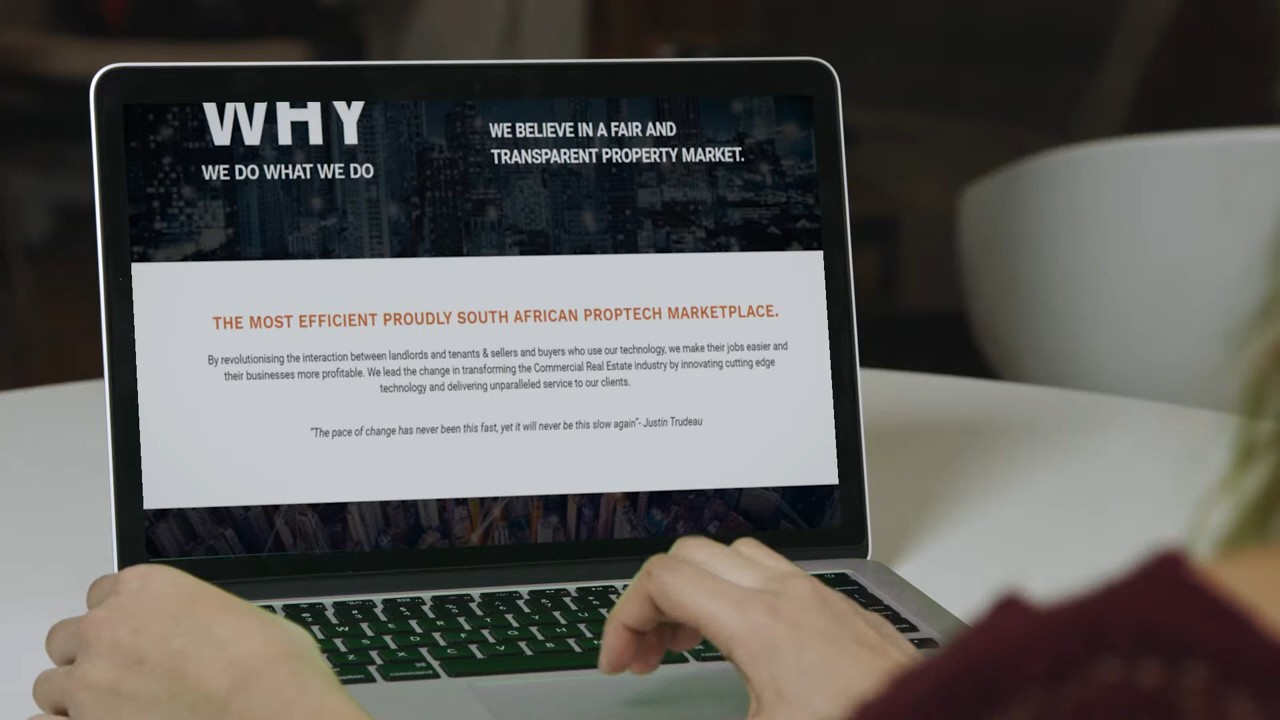 WHY
WE DO WHAT WE DO
WE BELIEVE IN A FAIR AND
TRANSPARENT PROPERTY MARKET.
THE MOST EFFICIENT PROUDLY SOUTH AFRICAN PROPTECH MARKETPLACE.
By revolutionising the interaction between landlords and tenants & sellers and buyers who use our technology, we make their jobs easier and
their businesses more profitable. We lead the change in transforming the Commercial Real Estate industry by innovating cutting edge
technology and delivering unparalleled service to our clients.
"The pace of change has never been this fast, yet it will never be this slow again"- Justin Trudeau